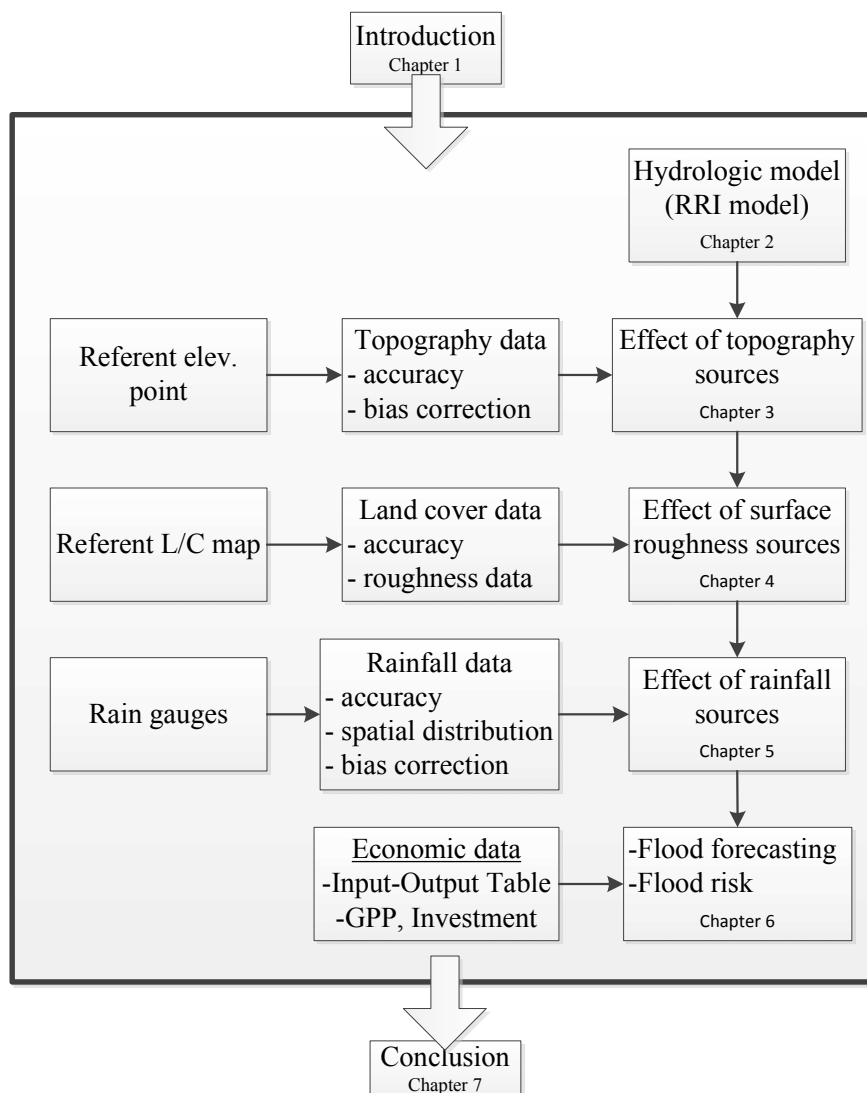 Introduction
Chapter 1
Hydrologic model
(RRI model)
Chapter 2
Referent elev.
point
Topography data
- accuracy
- bias correction
Effect of topography
sources
Chapter 3
Referent L/C map
Land cover data
- accuracy
- roughness data
Effect of surface
roughness sources
Chapter 4
Rain gauges
Rainfall data
- accuracy
- spatial distribution
- bias correction
Effect of rainfall
sources
Chapter 5
Economic data
-Input-Output Table
-GPP, Investment
-Flood forecasting
-Flood risk
Chapter 6
Conclusion
Chapter 7